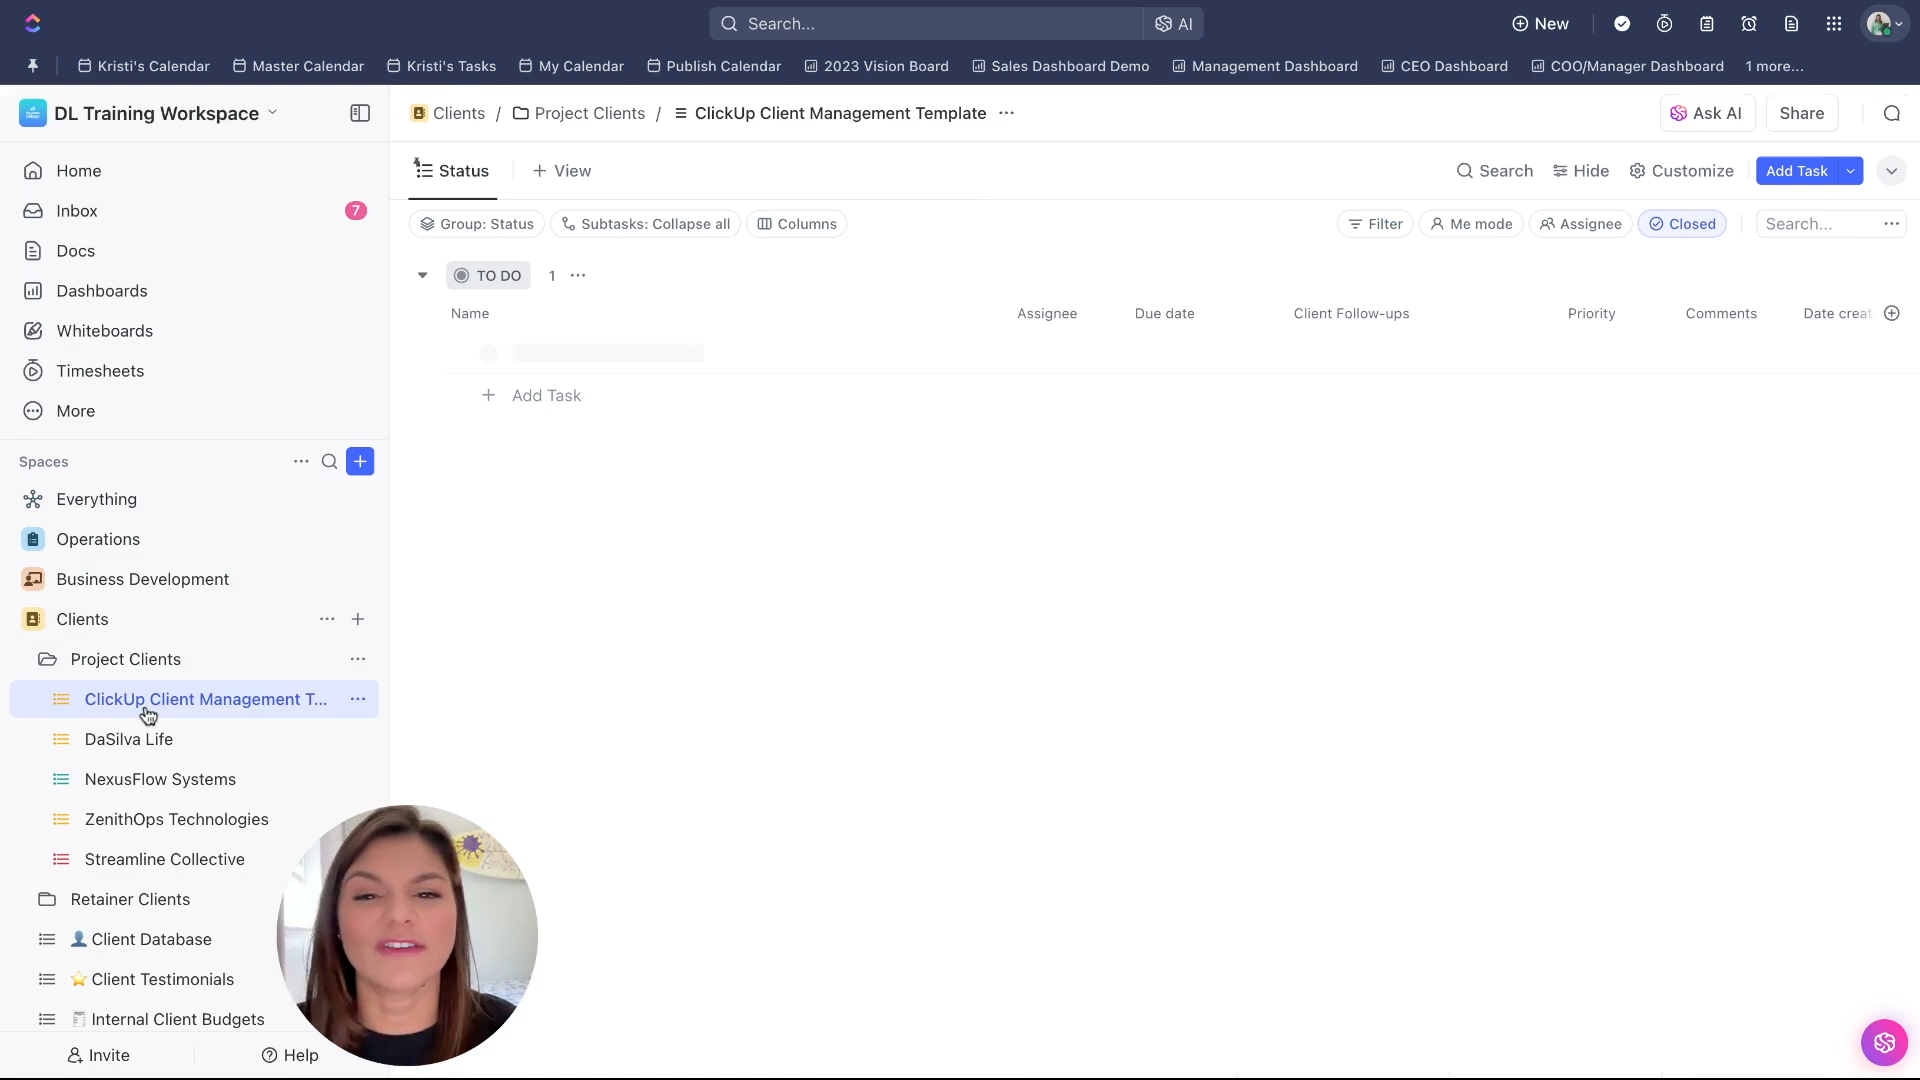 Search...
AI
New
Kristi's Calendar
Master Calendar
Kristi's Tasks
My Calendar
Publish Calendar
2023 Vision Board
Sales Dashboard Demo
Management Dashboard
CEO Dashboard
COO/Manager Dashboard
1 more...
DL Training Workspace
Clients / Project Clients / ClickUp Client Management Template
Ask AI
Share
Home
Inbox
7
Docs
Dashboards
Whiteboards
Timesheets
More
Spaces
Everything
Operations
Business Development
Clients
Project Clients
ClickUp Client Management T...
DaSilva Life
NexusFlow Systems
ZenithOps Technologies
Streamline Collective
Retainer Clients
Client Database
Client Testimonials
Internal Client Budgets
Invite
Help
Status
View
Search
Hide
Customize
Add Task
Group: Status
Subtasks: Collapse all
Columns
Filter
Me mode
Assignee
Closed
Search...
TO DO
1
Name
Assignee
Due date
Client Follow-ups
Priority
Comments
Date creat
Add Task